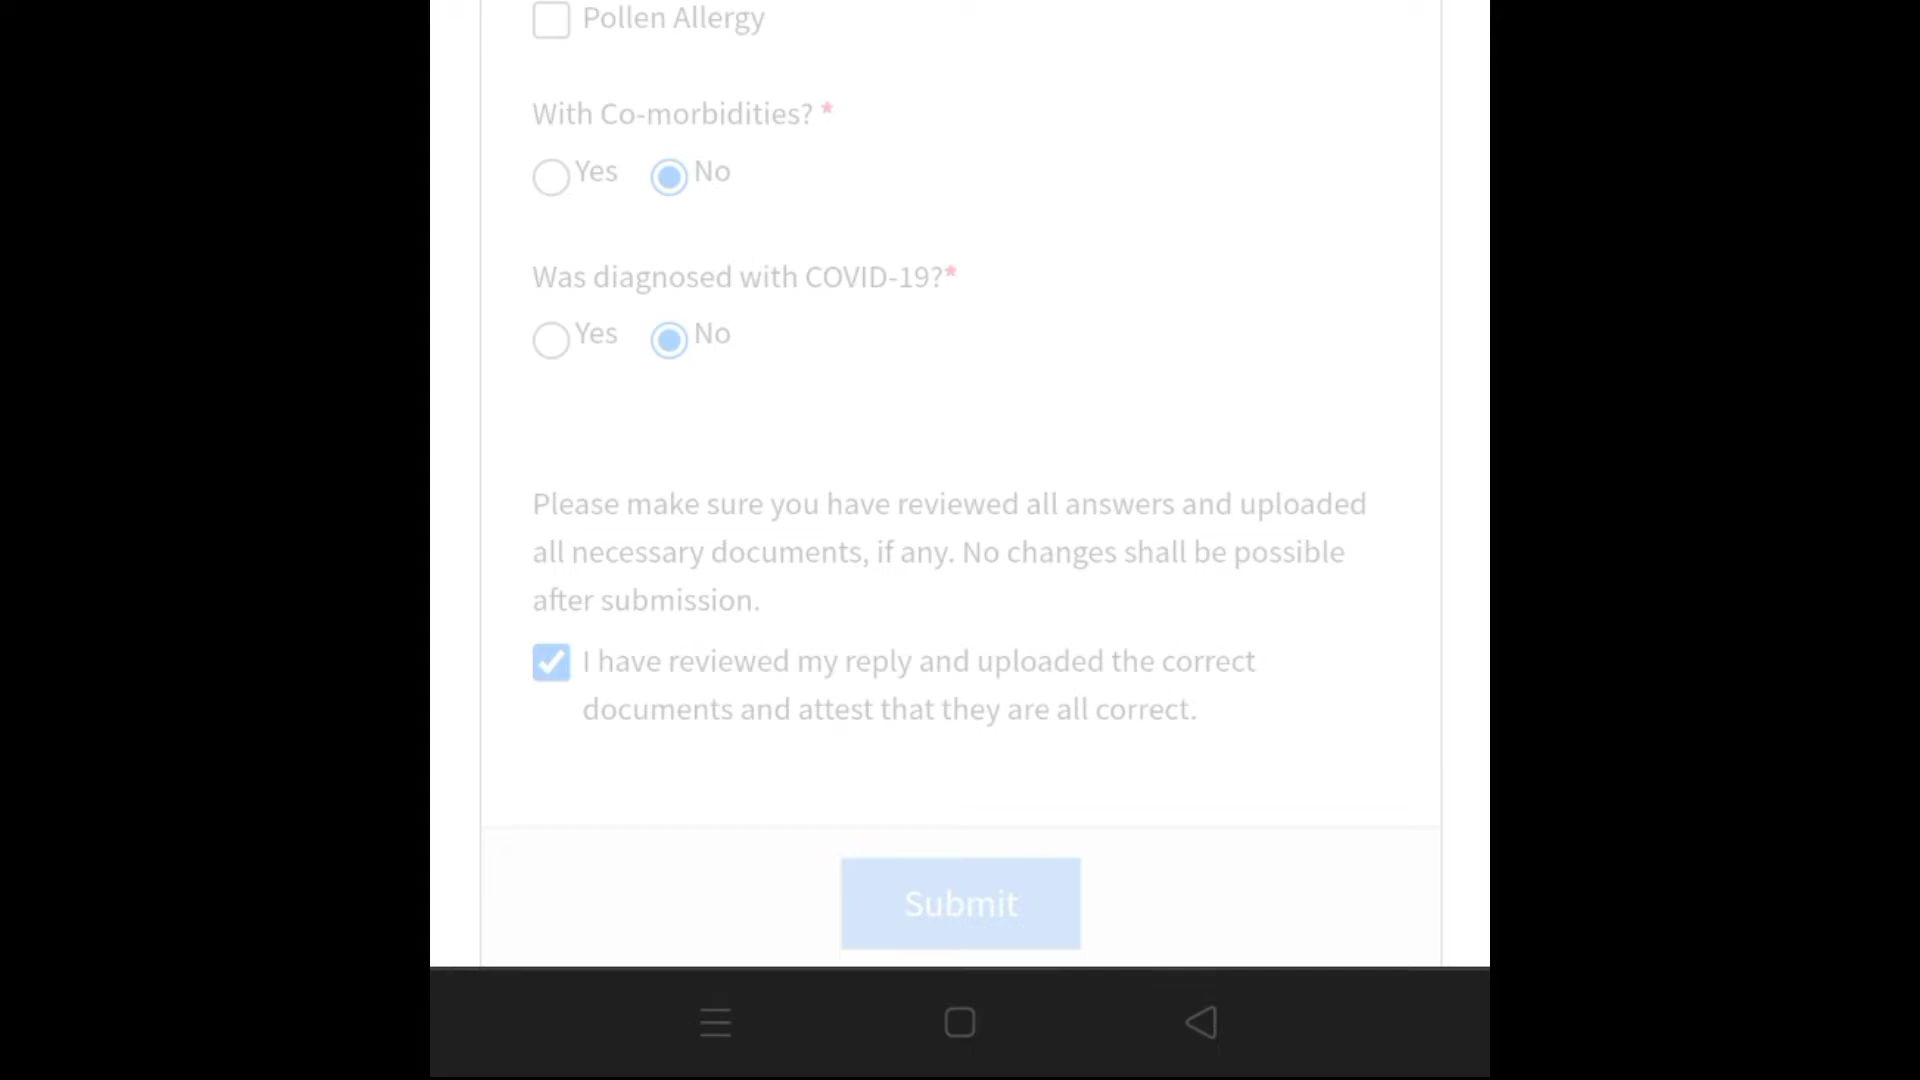 Pollen Allergy
With Co-morbidities? *
Yes No
Was diagnosed with COVID-19?*
Yes No
Please make sure you have reviewed all answers and uploaded
all necessary documents, if any. No changes shall be possible
after submission.
I have reviewed my reply and uploaded the correct
documents and attest that they are all correct.
Submit